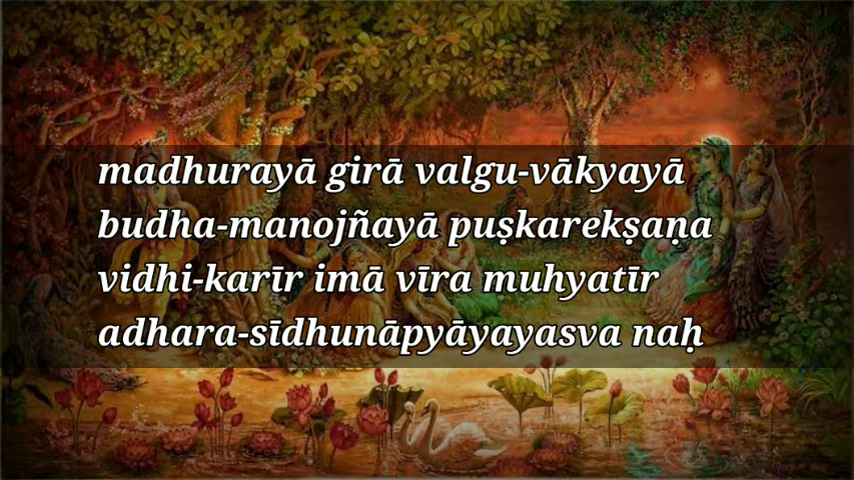 madhurayā girā valgu-vākyayā
budha-manojñayā puṣkarekṣaṇa
vidhi-karīr imā vīra muhyatīr
adhara-sīdhunāpyāyayasva naḥ